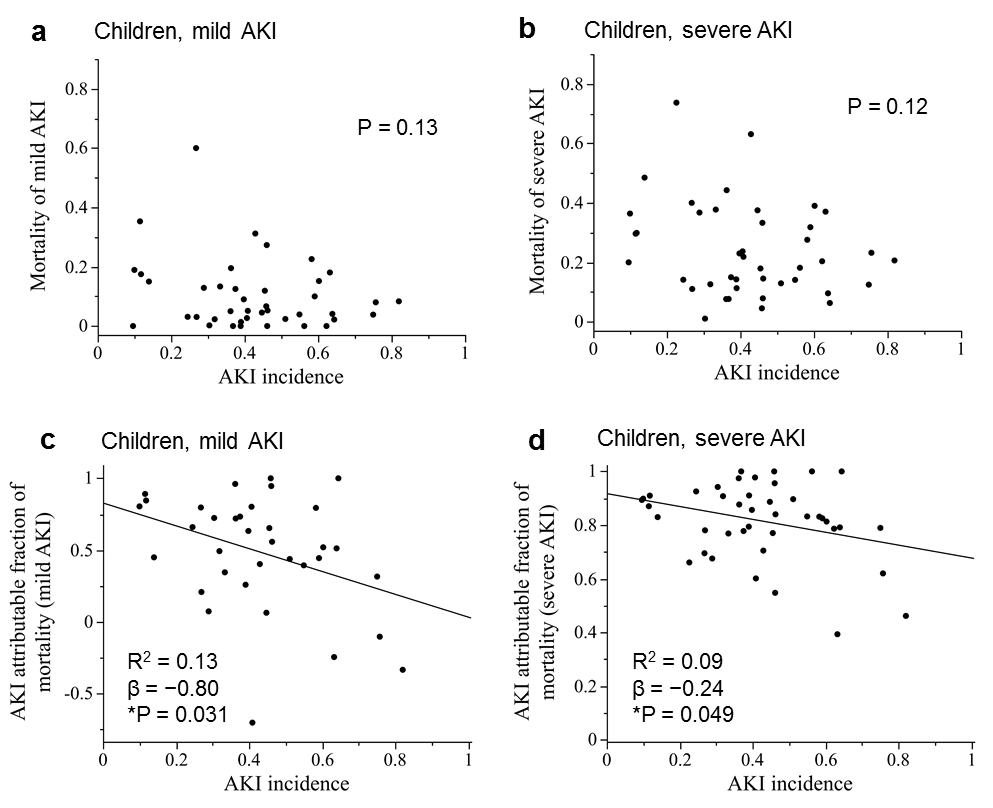 a Children, mild AKI
Mortality of mild AKI
0.8
0.6
0.4
0.2
0
P = 0.13
0 0.2 0.4 0.6 0.8 1
AKI incidence
b Children, severe AKI
Mortality of severe AKI
0.8
0.6
0.4
0.2
0
P = 0.12
0 0.2 0.4 0.6 0.8 1
AKI incidence
c Children, mild AKI
AKI attributable fraction of
mortality (mild AKI)
1
0.5
0
-0.5
R² = 0.13
β = −0.80
*P = 0.031
0 0.2 0.4 0.6 0.8 1
AKI incidence
d Children, severe AKI
AKI attributable fraction of
mortality (severe AKI)
1
0.8
0.6
0.4
0.2
0
R² = 0.09
β = −0.24
*P = 0.049
0 0.2 0.4 0.6 0.8 1
AKI incidence